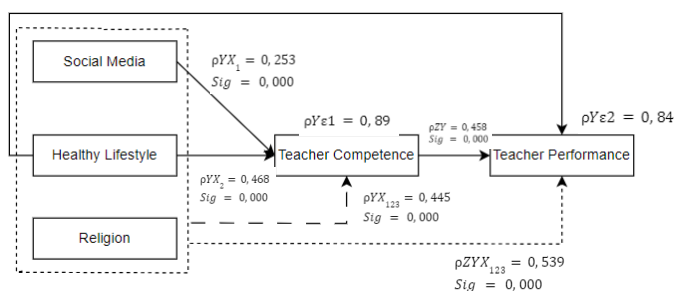 Social Media
ρYX₁ = 0,253
Sig = 0,000
ρYε1 = 0,89
ρZY = 0,458
Sig = 0,000
ρYε2 = 0,84
Healthy Lifestyle
Teacher Competence
Teacher Performance
ρYX₂ = 0,468
Sig = 0,000
ρYX₁₂₃ = 0,445
Sig = 0,000
Religion
ρZYX₁₂₃ = 0,539
Sig = 0,000